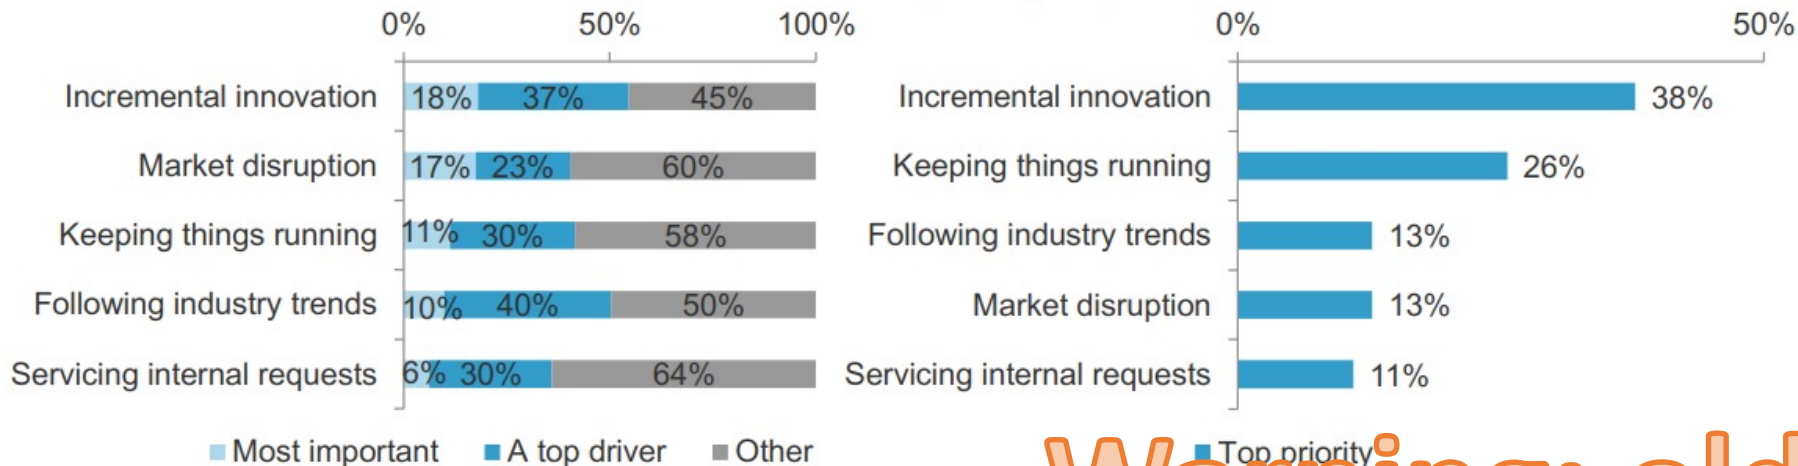 0% 50% 100%
Incremental innovation 18% 37% 45%
Market disruption 17% 23% 60%
Keeping things running 11% 30% 58%
Following industry trends 10% 40% 50%
Servicing internal requests 6% 30% 64%
Most important A top driver Other
0% 50%
Incremental innovation 38%
Keeping things running 26%
Following industry trends 13%
Market disruption 13%
Servicing internal requests 11%
Top priority
Warning: old